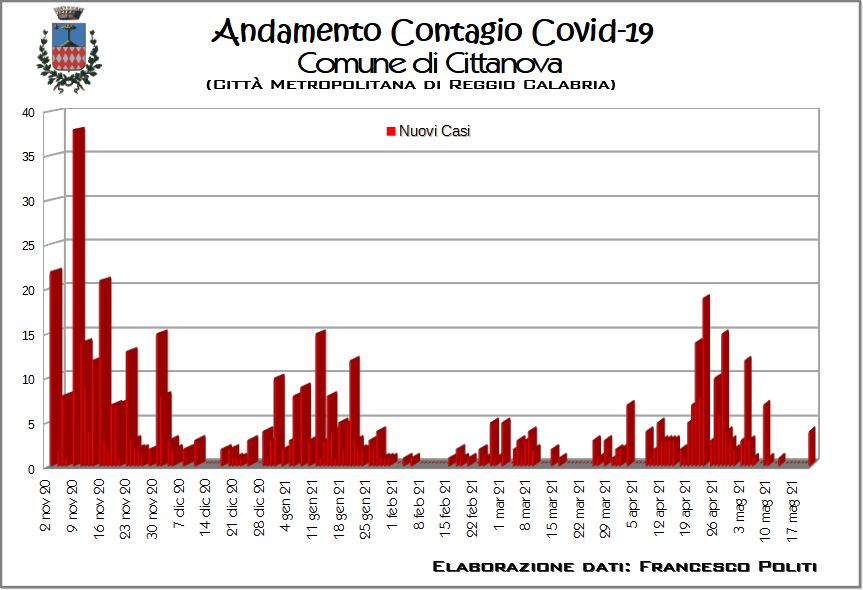 Andamento Contagio Covid-19
Comune di Cittanova
(Città Metropolitana di Reggio Calabria)
Nuovi Casi
40
35
30
25
20
15
10
5
0
2 nov 20
9 nov 20
16 nov 20
23 nov 20
30 nov 20
7 dic 20
14 dic 20
21 dic 20
28 dic 20
4 gen 21
11 gen 21
18 gen 21
25 gen 21
1 feb 21
8 feb 21
15 feb 21
22 feb 21
1 mar 21
8 mar 21
15 mar 21
22 mar 21
29 mar 21
5 apr 21
12 apr 21
19 apr 21
26 apr 21
3 mag 21
10 mag 21
17 mag 21
Elaborazione dati: Francesco Politi